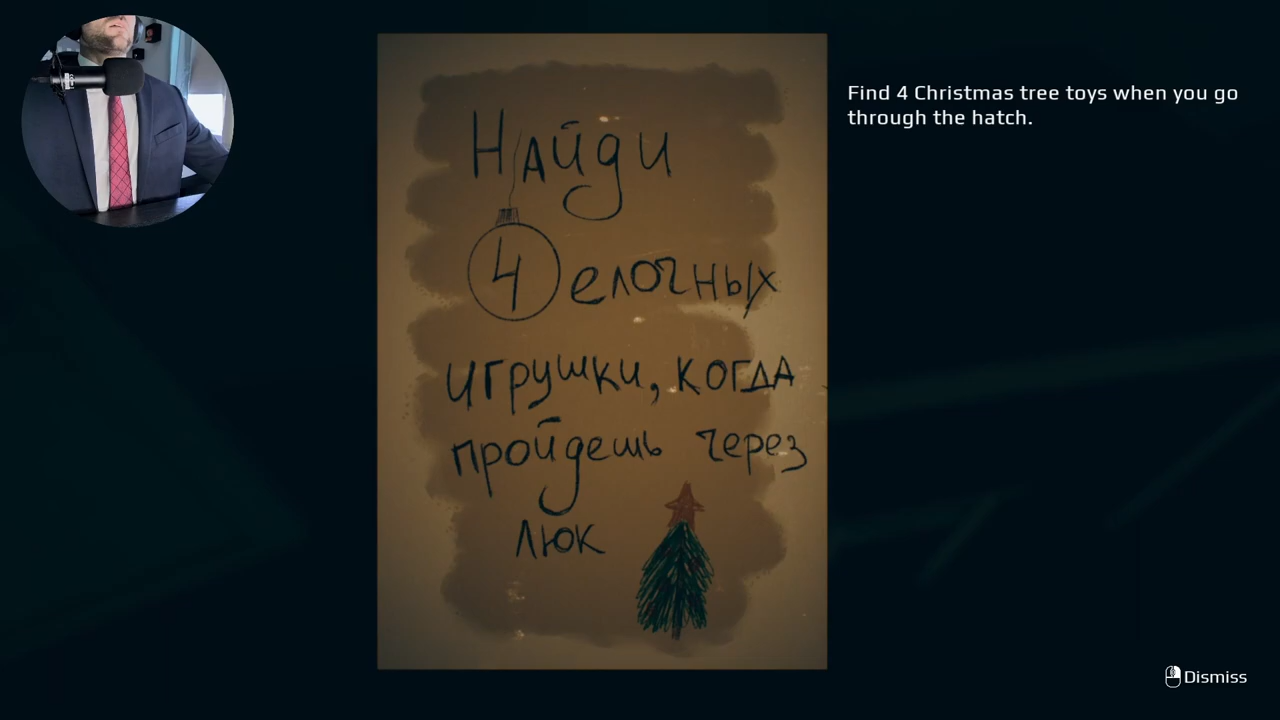 Найди
4 елочных
игрушки, когда
пройдешь через
люк
Find 4 Christmas tree toys when you go
through the hatch.
Dismiss